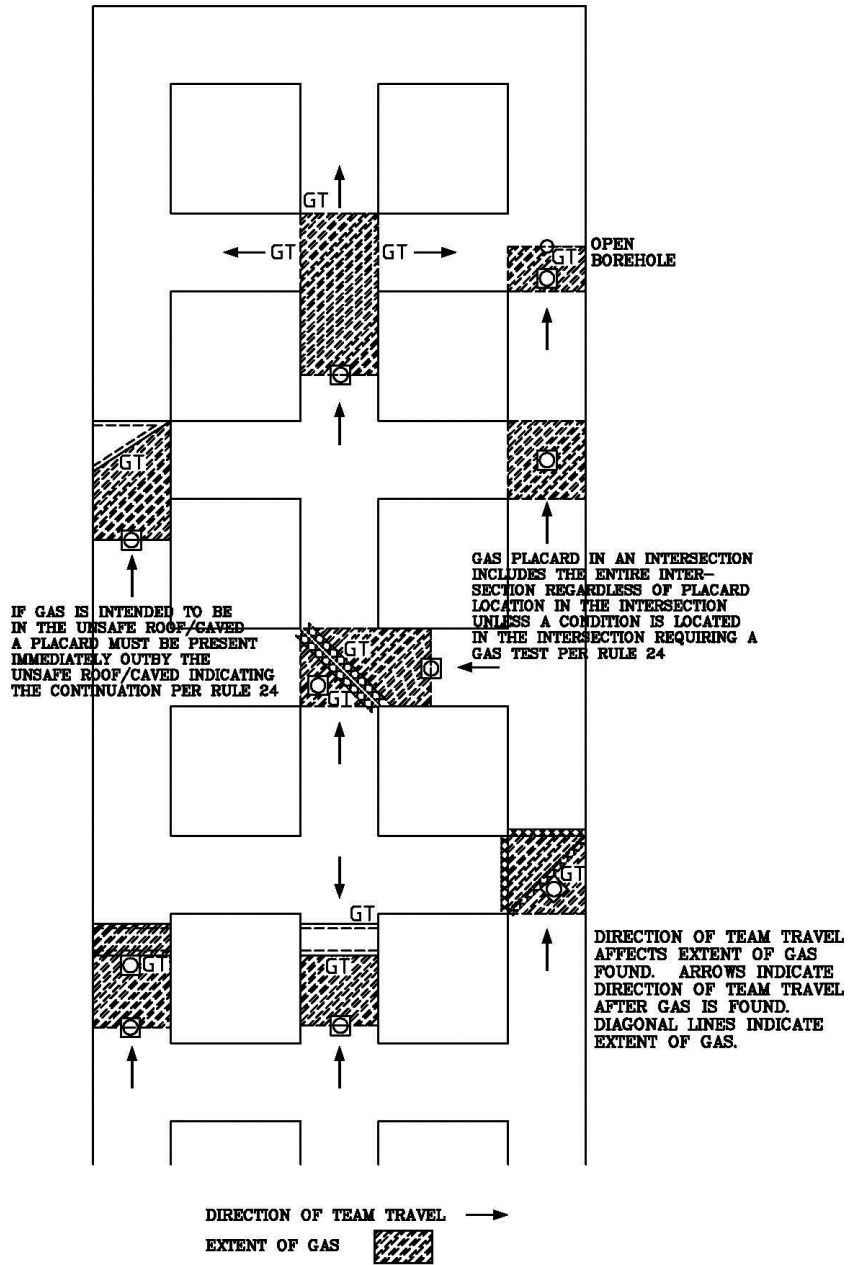 GT
GT
GT
OPEN
BOREHOLE
GT
GT
GAS PLACARD IN AN INTERSECTION
INCLUDES THE ENTIRE INTER-
SECTION REGARDLESS OF PLACARD
LOCATION IN THE INTERSECTION
UNLESS A CONDITION IS LOCATED
IN THE INTERSECTION REQUIRING A
GAS TEST PER RULE 24
IF GAS IS INTENDED TO BE
IN THE UNSAFE ROOF/CAVED
A PLACARD MUST BE PRESENT
IMMEDIATELY OUTBY THE
UNSAFE ROOF/CAVED INDICATING
THE CONTINUATION PER RULE 24
GT
GT
GT
GT
GT
GT
DIRECTION OF TEAM TRAVEL
AFFECTS EXTENT OF GAS
FOUND. ARROWS INDICATE
DIRECTION OF TEAM TRAVEL
AFTER GAS IS FOUND.
DIAGONAL LINES INDICATE
EXTENT OF GAS.
DIRECTION OF TEAM TRAVEL
EXTENT OF GAS